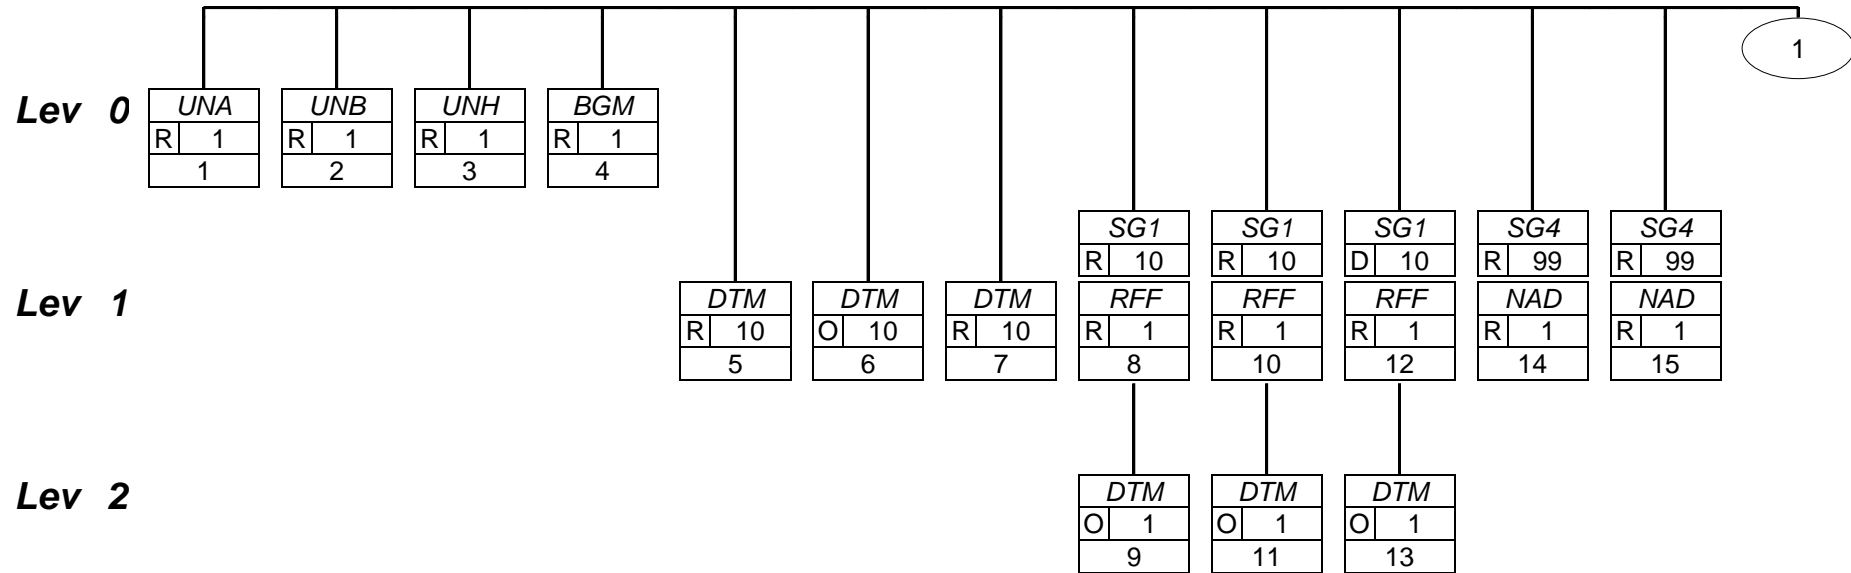 1
Lev 0
UNA
R 1
1
UNB
R 1
2
UNH
R 1
3
BGM
R 1
4
Lev 1
DTM
R 10
5
DTM
O 10
6
DTM
R 10
7
SG1
R 10
RFF
R 1
8
SG1
R 10
RFF
R 1
10
SG1
D 10
RFF
R 1
12
SG4
R 99
NAD
R 1
14
SG4
R 99
NAD
R 1
15
Lev 2
DTM
O 1
9
DTM
O 1
11
DTM
O 1
13